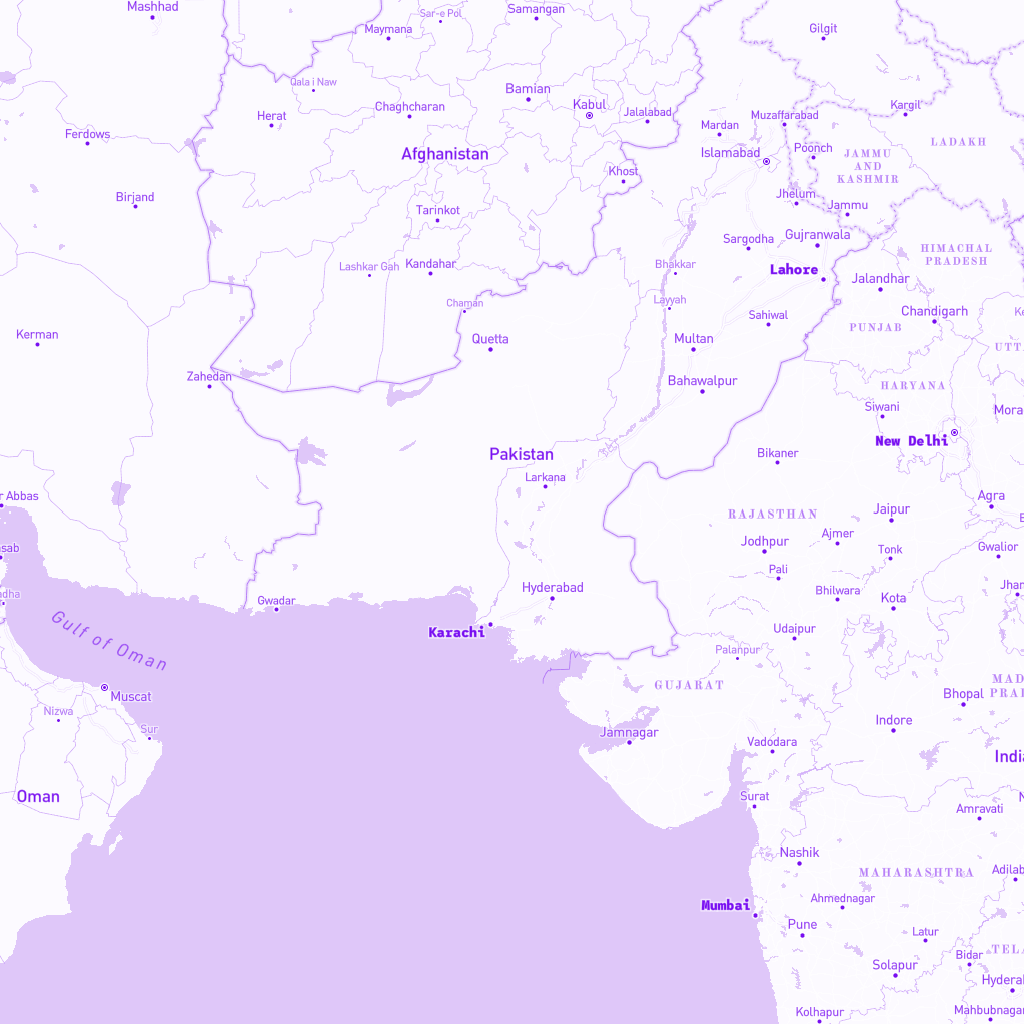 Mashhad
Sar-e Pol
Samangan
Maymana
Gilgit
Qala i Naw
Bamian
Chaghcharan
Kabul
Kargil
Herat
Jalalabad
Muzaffarabad
Mardan
Ferdows
LADAKH
Afghanistan
Islamabad
Poonch
JAMMU
AND
KASHMIR
Khost
Birjand
Jhelum
Jammu
Tarinkot
Sargodha
Gujranwala
HIMACHAL
PRADESH
Lashkar Gah
Kandahar
Bhakkar
Lahore
Jalandhar
Chaman
Layyah
Sahiwal
Chandigarh
PUNJAB
Kerman
Quetta
Multan
Zahedan
Bahawalpur
HARYANA
Siwani
New Delhi
Pakistan
Bikaner
Larkana
r Abbas
Agra
RAJASTHAN
Jaipur
Ajmer
Jodhpur
Tonk
Gwalior
Pali
Hyderabad
Bhilwara
Kota
Gwadar
Karachi
Udaipur
Gulf of Oman
Palanpur
GUJARAT
Muscat
Bhopal
Nizwa
Sur
Jamnagar
Indore
Vadodara
Oman
Surat
Amravati
Nashik
MAHARASHTRA
Ahmednagar
Mumbai
Pune
Latur
Bidar
Solapur
Kolhapur
Mahbubnagar